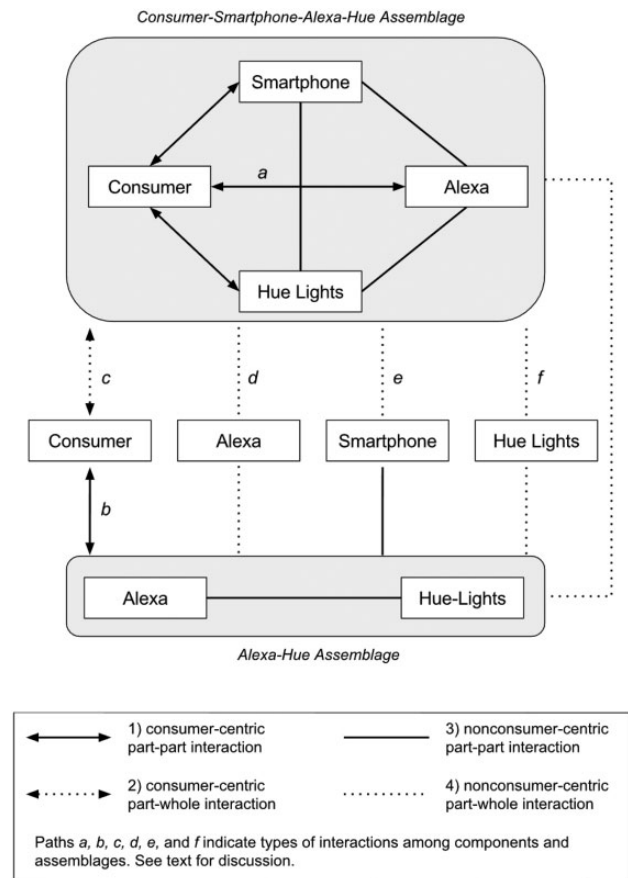 Consumer-Smartphone-Alexa-Hue Assemblage
Smartphone
a
Consumer
Alexa
Hue Lights
c
d
e
f
Consumer
Alexa
Smartphone
Hue Lights
b
Alexa
Hue-Lights
Alexa-Hue Assemblage
1) consumer-centric
part-part interaction
3) nonconsumer-centric
part-part interaction
2) consumer-centric
part-whole interaction
4) nonconsumer-centric
part-whole interaction
Paths a, b, c, d, e, and f indicate types of interactions among components and
assemblages. See text for discussion.